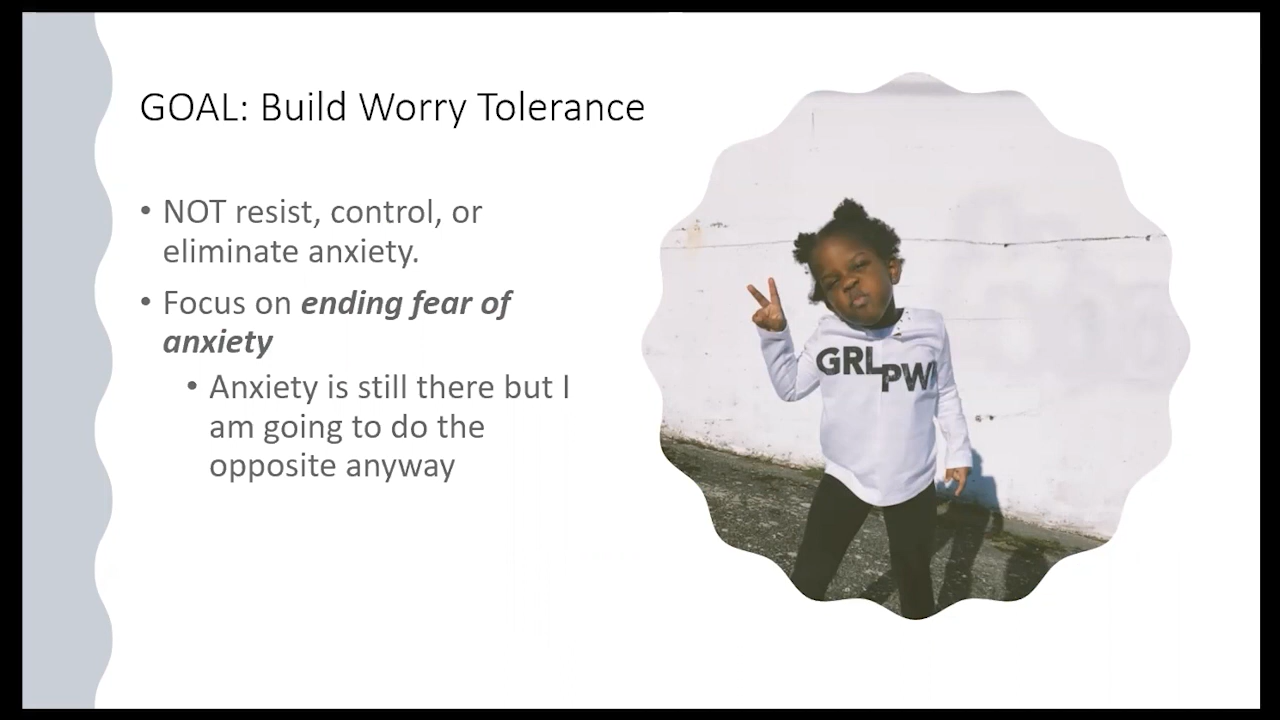 GOAL: Build Worry Tolerance
• NOT resist, control, or
eliminate anxiety.
• Focus on ending fear of
anxiety
• Anxiety is still there but I
am going to do the
opposite anyway
GRL
PW